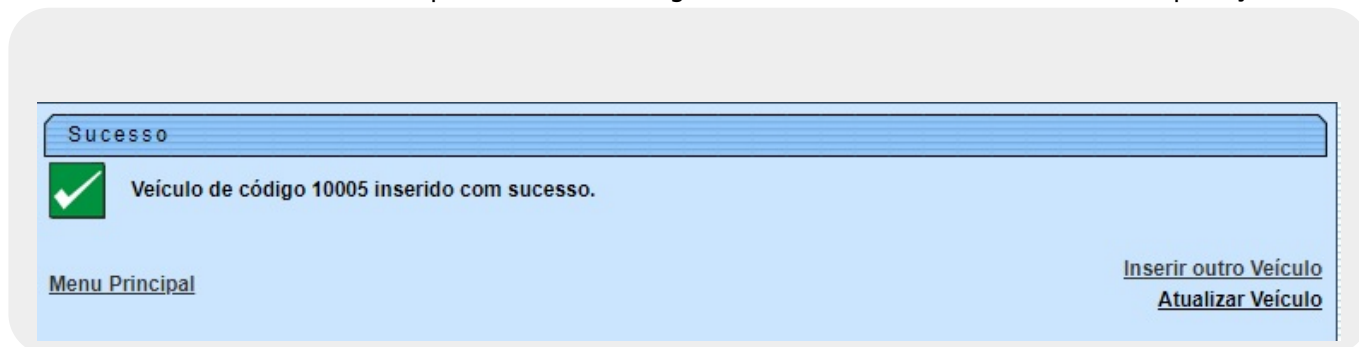 Sucesso
Veículo de código 10005 inserido com sucesso.
Inserir outro Veículo
Menu Principal
Atualizar Veículo